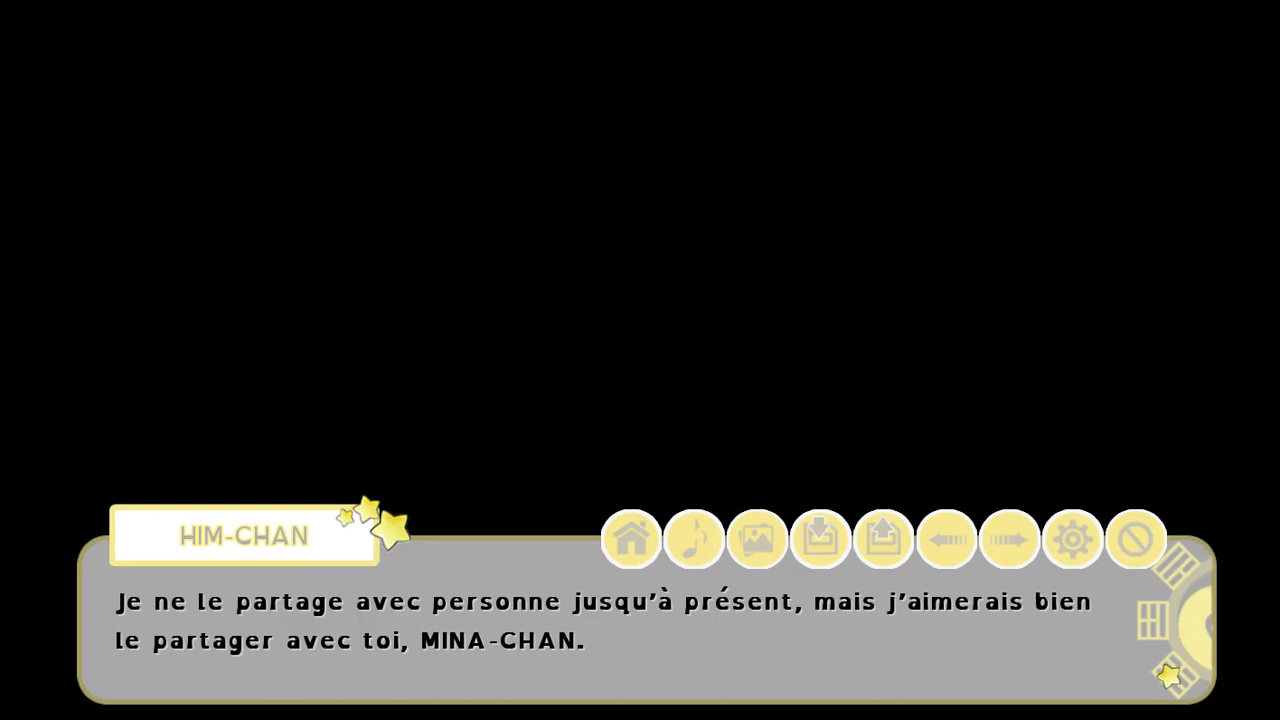 HIM-CHAN
Je ne le partage avec personne jusqu'à présent, mais j'aimerais bien
le partager avec toi, MINA-CHAN.